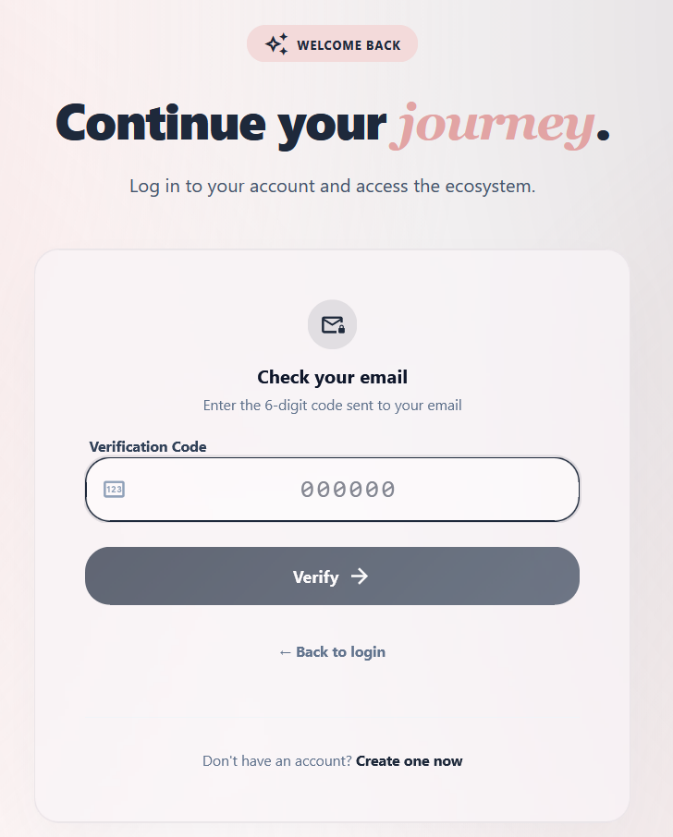 WELCOME BACK
Continue your journey.
Log in to your account and access the ecosystem.
Check your email
Enter the 6-digit code sent to your email
Verification Code
123
000000
Verify →
← Back to login
Don't have an account? Create one now